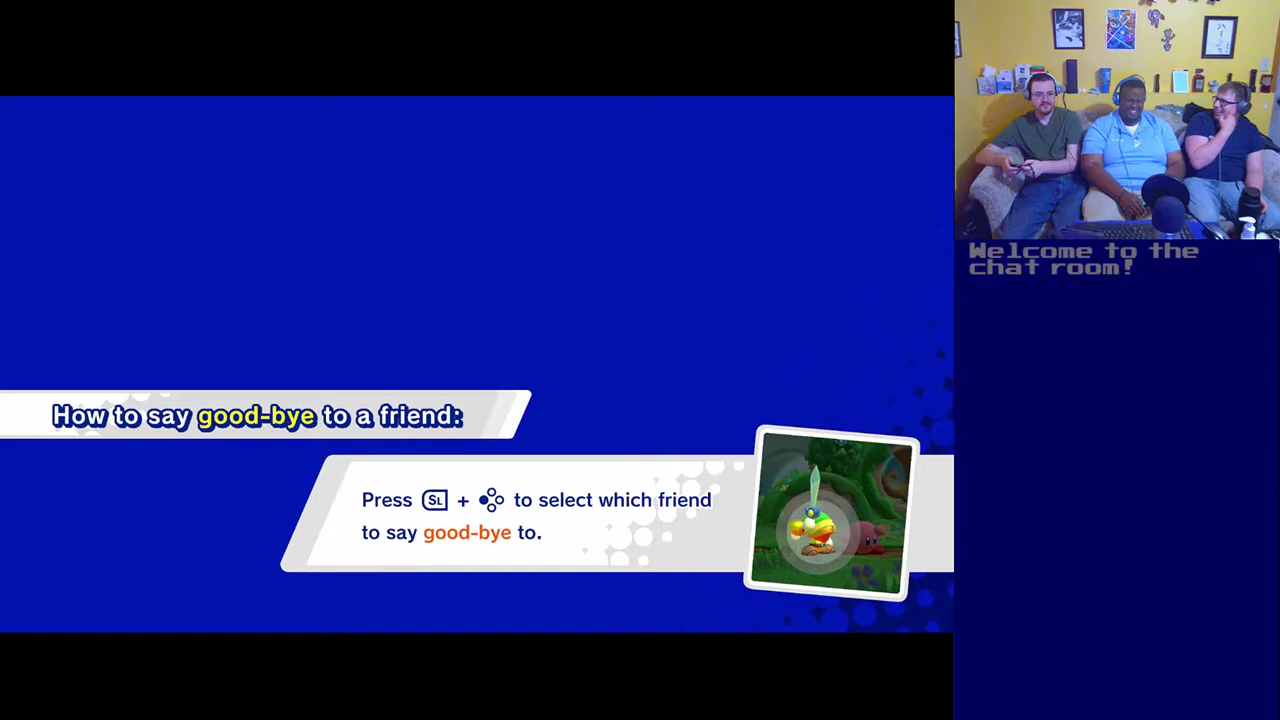 Welcome to the
chat room!
How to say good-bye to a friend:
Press SL + to select which friend
to say good-bye to.